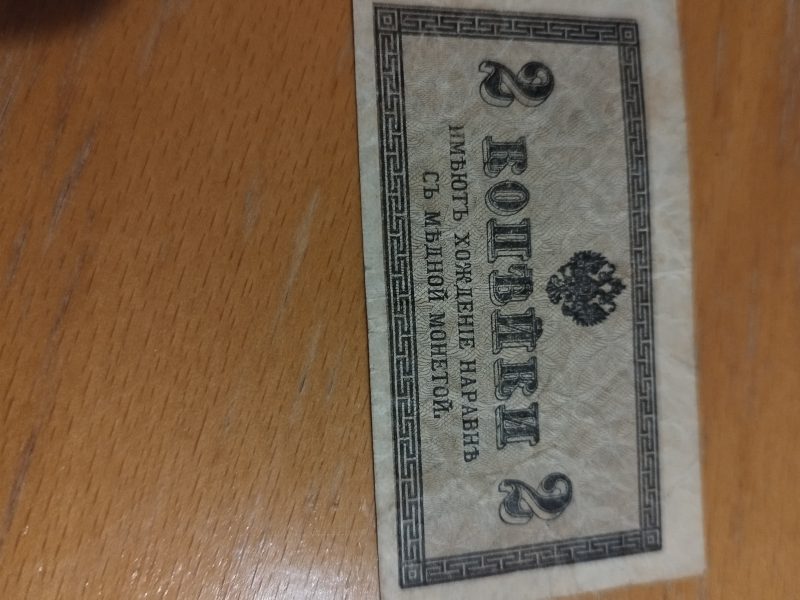 2 КОПѢЙКИ 2
ИМѢЮТЪ ХОЖДЕНІЕ НАРАВНѢ
СЪ МѢДНОЙ МОНЕТОЙ.